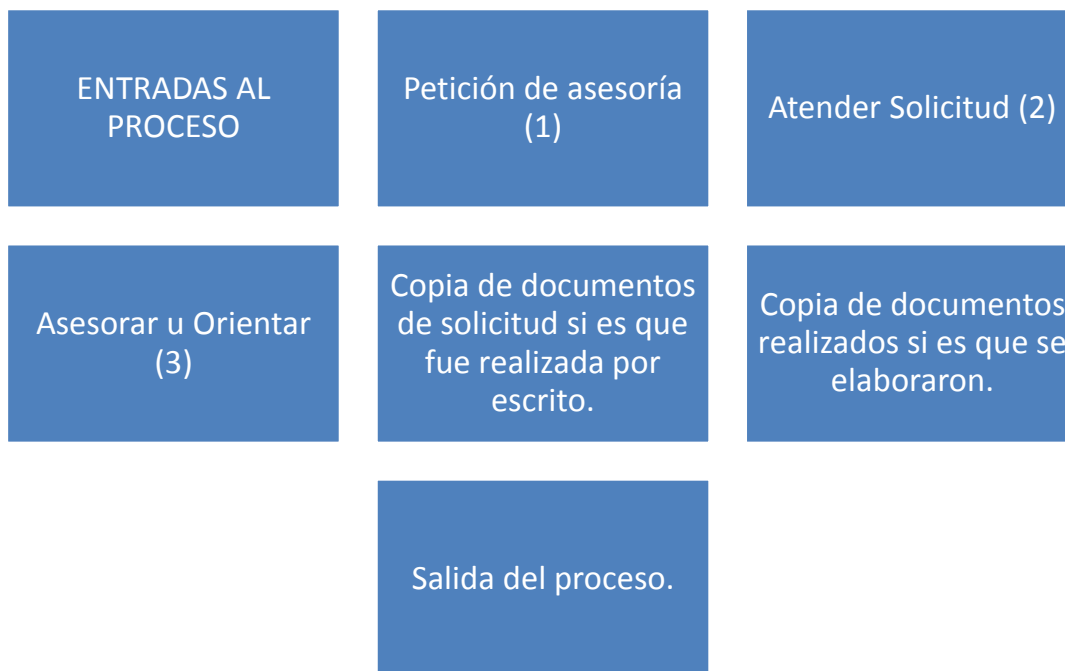 ENTRADAS AL
PROCESO
Petición de asesoría
(1)
Atender Solicitud (2)
Asesorar u Orientar
(3)
Copia de documentos
de solicitud si es que
fue realizada por
escrito.
Copia de documentos
realizados si es que se
elaboraron.
Salida del proceso.